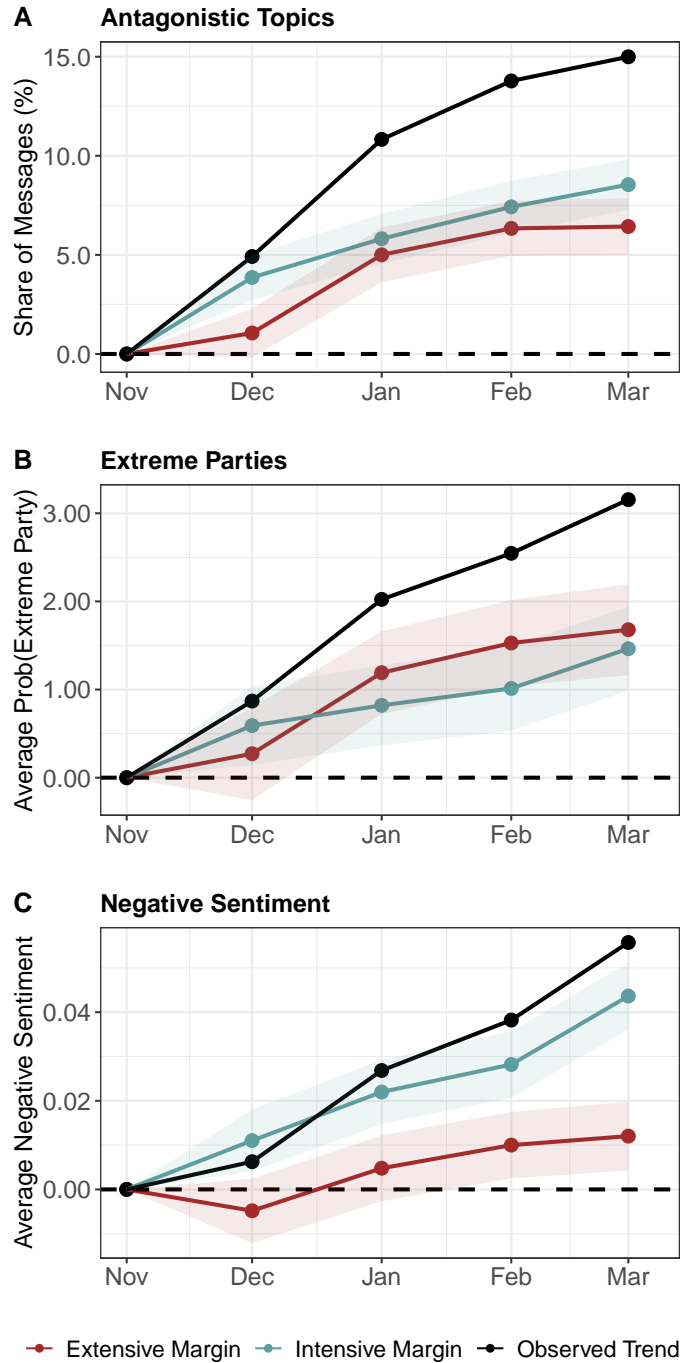 A Antagonistic Topics
Share of Messages (%)
15.0
10.0
5.0
0.0
Nov Dec Jan Feb Mar
B Extreme Parties
Average Prob(Extreme Party)
3.00
2.00
1.00
0.00
Nov Dec Jan Feb Mar
C Negative Sentiment
Average Negative Sentiment
0.04
0.02
0.00
Nov Dec Jan Feb Mar
Extensive Margin Intensive Margin Observed Trend